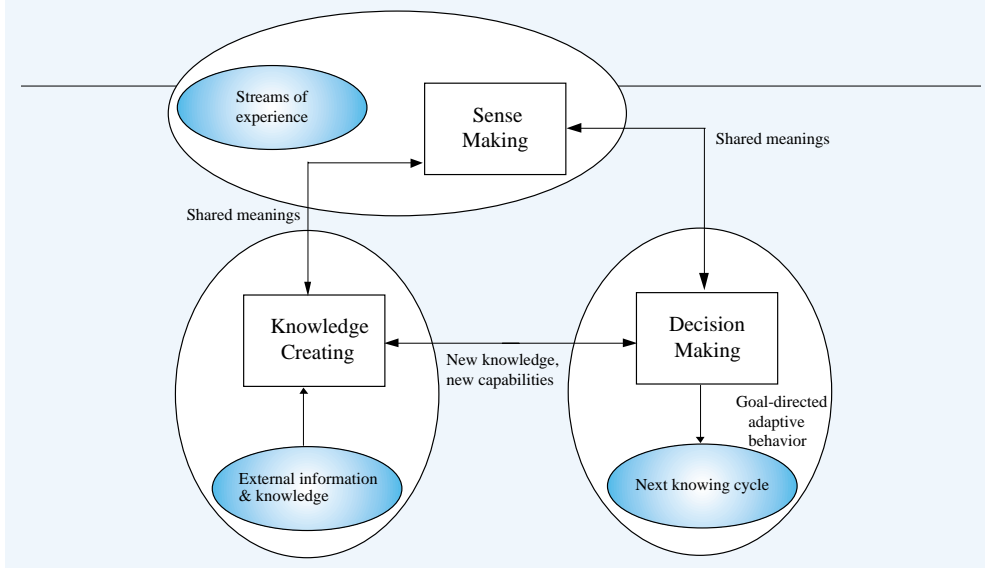 Streams of
experience
Sense
Making
Shared meanings
Shared meanings
Knowledge
Creating
Decision
Making
New knowledge,
new capabilities
Goal-directed
adaptive
behavior
External information
& knowledge
Next knowing cycle